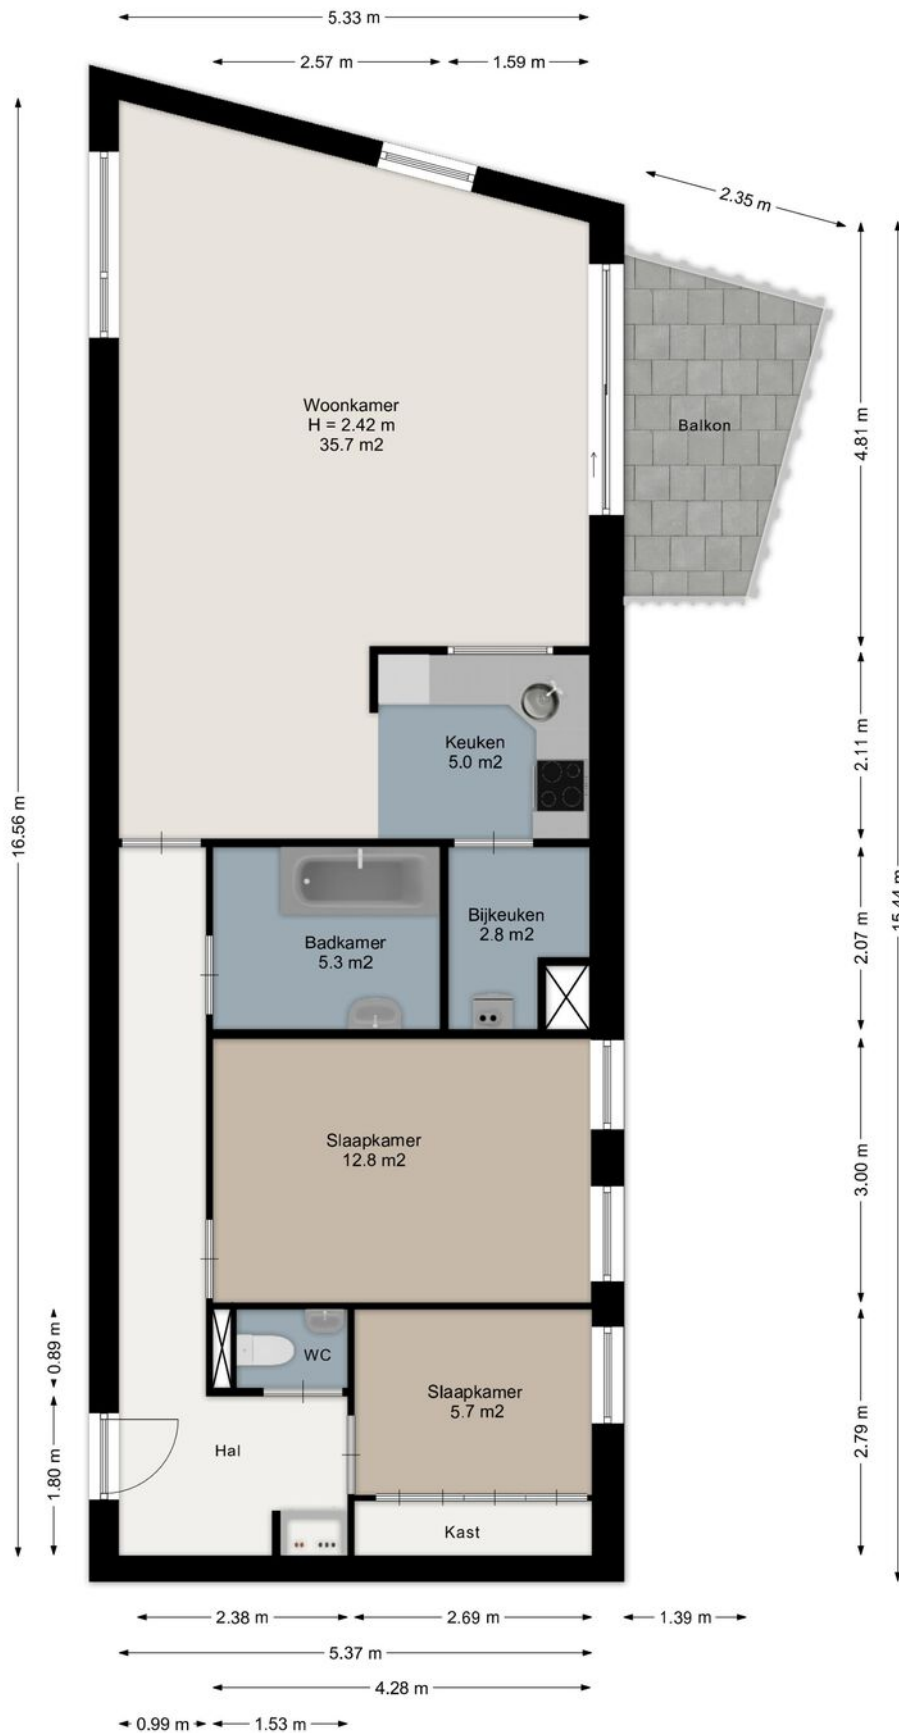 5.33 m
2.57 m
1.59 m
2.35 m
Woonkamer
H = 2.42 m
35.7 m2
Balkon
4.81 m
Keuken
5.0 m2
2.11 m
16.56 m
15.44 m
Badkamer
5.3 m2
Bijkeuken
2.8 m2
2.07 m
Slaapkamer
12.8 m2
3.00 m
0.89 m
WC
Slaapkamer
5.7 m2
2.79 m
1.80 m
Hal
Kast
2.38 m
2.69 m
1.39 m
5.37 m
4.28 m
0.99 m
1.53 m